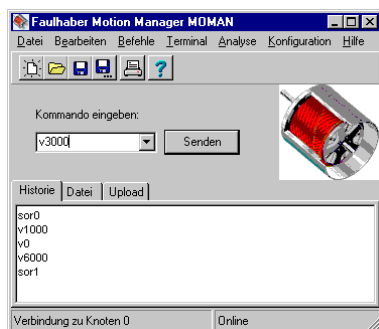 Faulhaber Motion Manager MOMAN
Datei Bearbeiten Befehle Terminal Analyse Konfiguration Hilfe
Kommando eingeben:
v3000 Senden
Historie Datei Upload
sor0
v1000
v0
v6000
sor1
Verbindung zu Knoten 0 Online